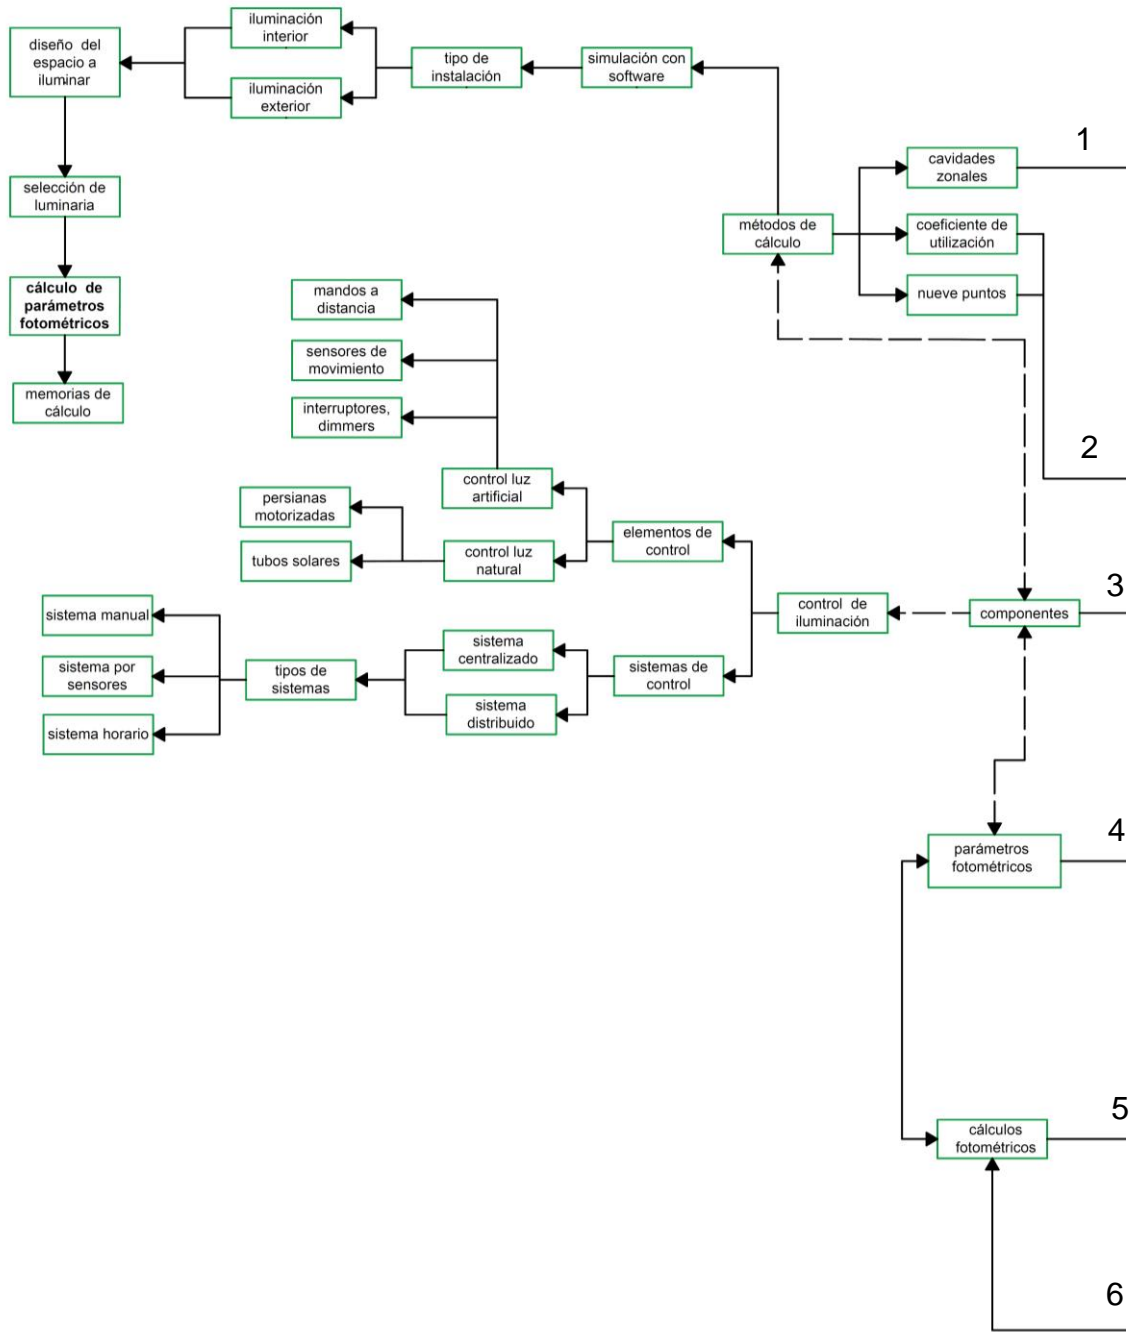 iluminación
interior
diseño del
espacio a
iluminar
tipo de
instalación
simulación con
software
iluminación
exterior
1
cavidades
zonales
selección de
luminaria
métodos de
cálculo
coeficiente de
utilización
cálculo de
parámetros
fotométricos
mandos a
distancia
nueve puntos
sensores de
movimiento
memorias de
cálculo
interruptores,
dimmers
2
control luz
artificial
persianas
motorizadas
elementos de
control
tubos solares
control luz
natural
3
sistema manual
control de
iluminación
componentes
sistema
centralizado
sistema por
sensores
tipos de
sistemas
sistemas de
control
sistema
distribuido
sistema horario
4
parámetros
fotométricos
5
cálculos
fotométricos
6